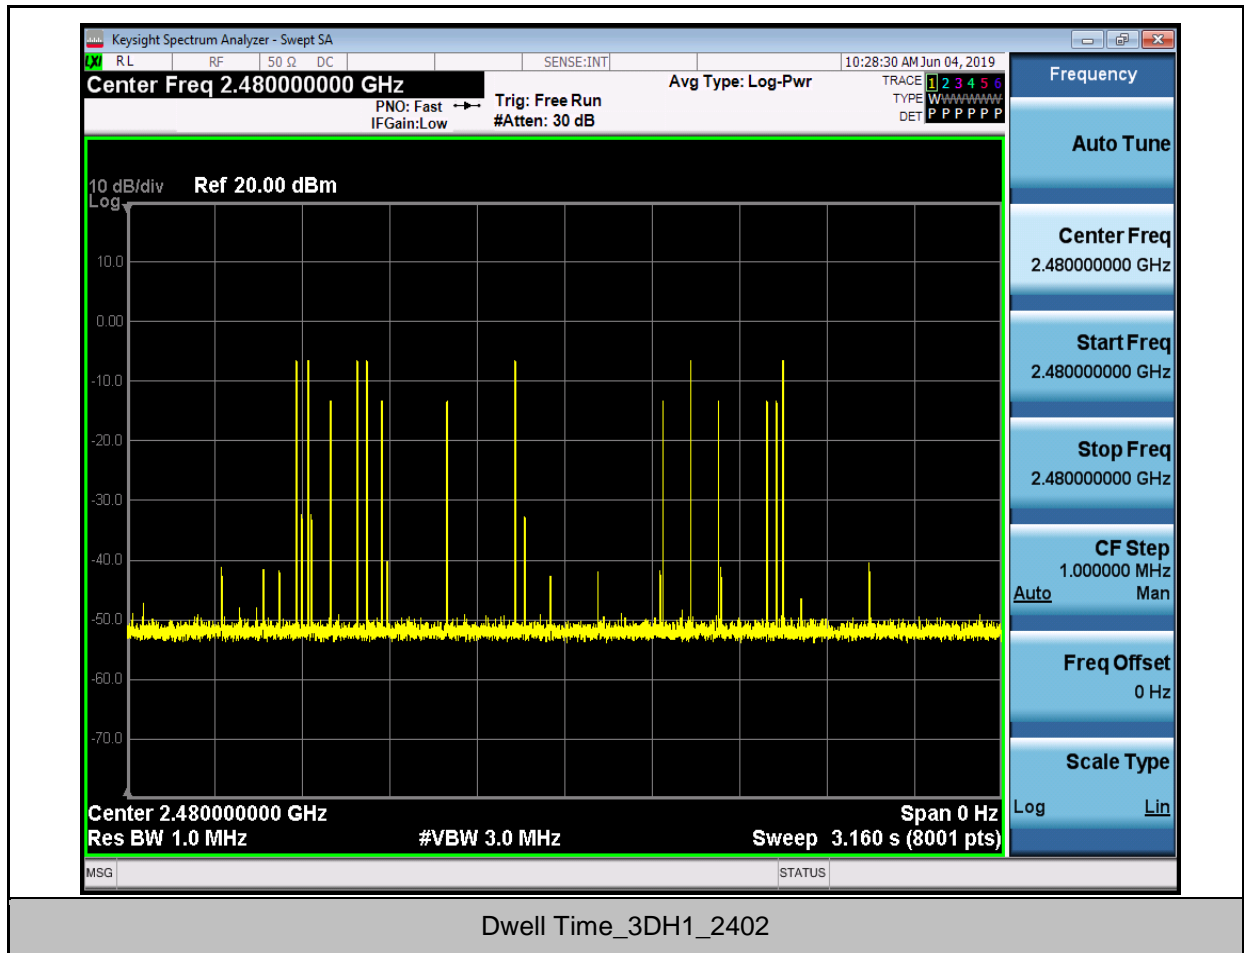 Keysight Spectrum Analyzer - Swept SA
LXI RL RF 50 Ω DC SENSE:INT 10:28:30 AM Jun 04, 2019
Center Freq 2.480000000 GHz
PNO: Fast
IFGain:Low
Trig: Free Run
#Atten: 30 dB
Avg Type: Log-Pwr
TRACE 1 2 3 4 5 6
TYPE WWWWWW
DET P P P P P P
10 dB/div Ref 20.00 dBm
Log
10.0
0.00
-10.0
-20.0
-30.0
-40.0
-50.0
-60.0
-70.0
Center 2.480000000 GHz Span 0 Hz
Res BW 1.0 MHz #VBW 3.0 MHz Sweep 3.160 s (8001 pts)
MSG STATUS
Frequency
Auto Tune
Center Freq
2.480000000 GHz
Start Freq
2.480000000 GHz
Stop Freq
2.480000000 GHz
CF Step
1.000000 MHz
Auto Man
Freq Offset
0 Hz
Scale Type
Log Lin
Dwell Time_3DH1_2402